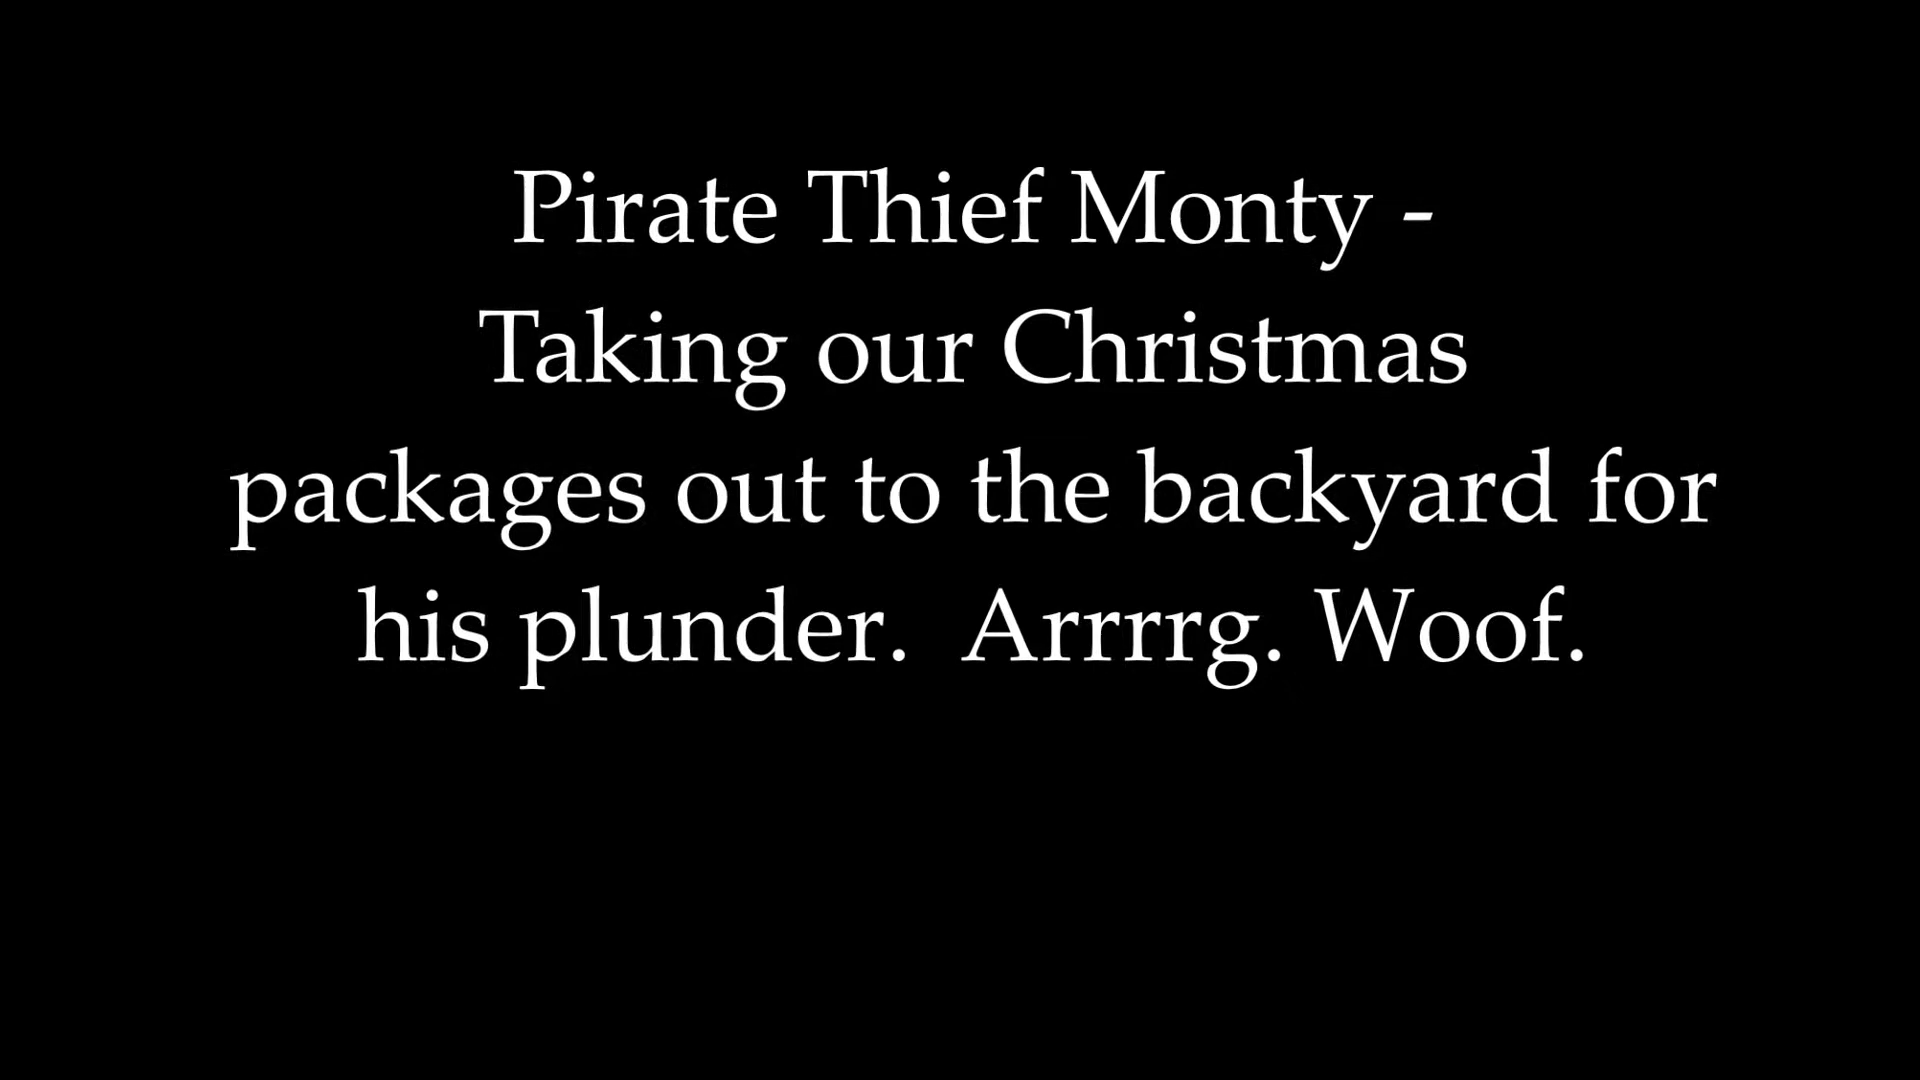 Pirate Thief Monty -
Taking our Christmas
packages out to the backyard for
his plunder.  Arrrrg. Woof.